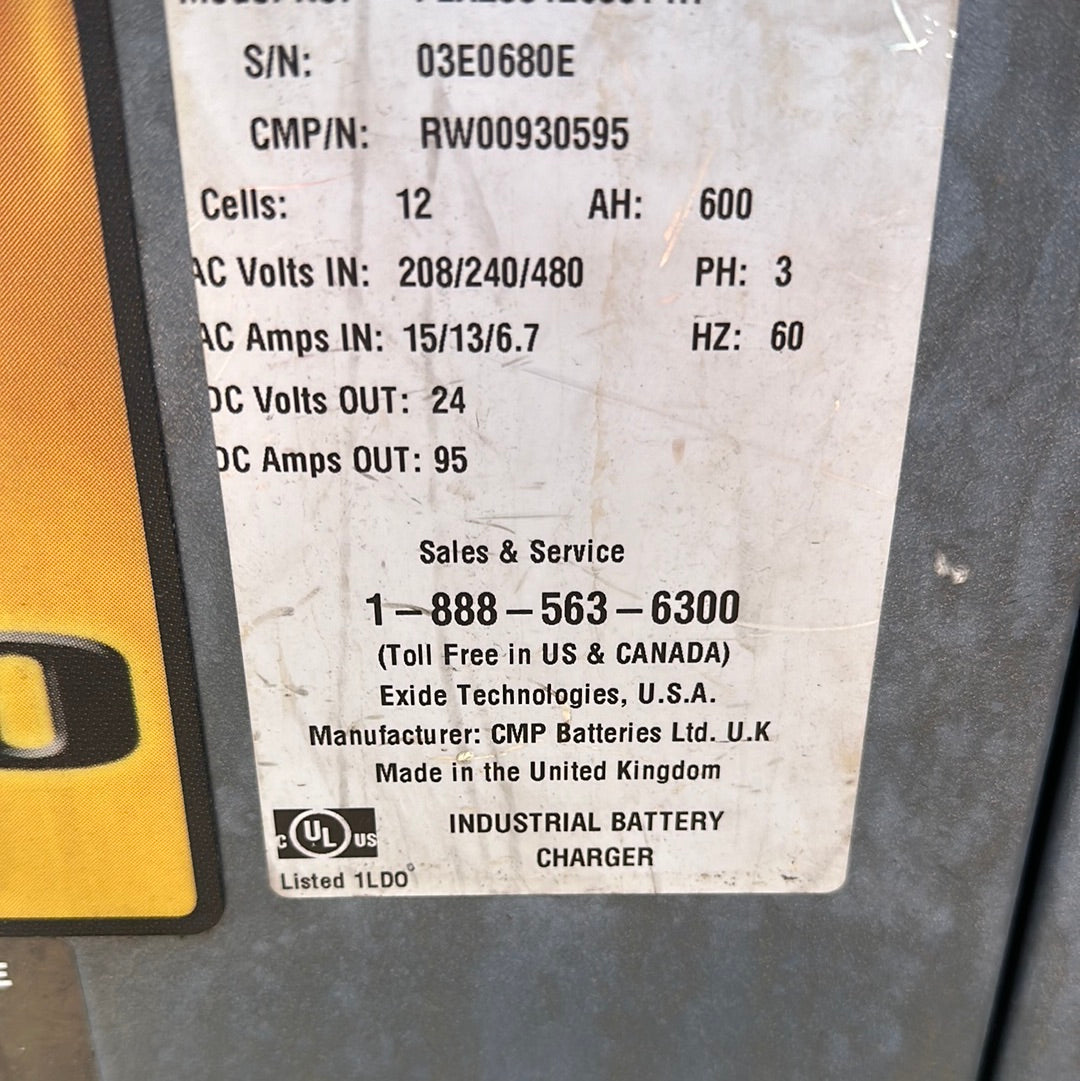 S/N: 03E0680E
CMP/N: RW00930595
Cells: 12 AH: 600
AC Volts IN: 208/240/480 PH: 3
AC Amps IN: 15/13/6.7 HZ: 60
DC Volts OUT: 24
DC Amps OUT: 95
Sales & Service
1-888-563-6300
(Toll Free in US & CANADA)
Exide Technologies, U.S.A.
Manufacturer: CMP Batteries Ltd. U.K
Made in the United Kingdom
C UL US
INDUSTRIAL BATTERY
CHARGER
Listed 1LDO